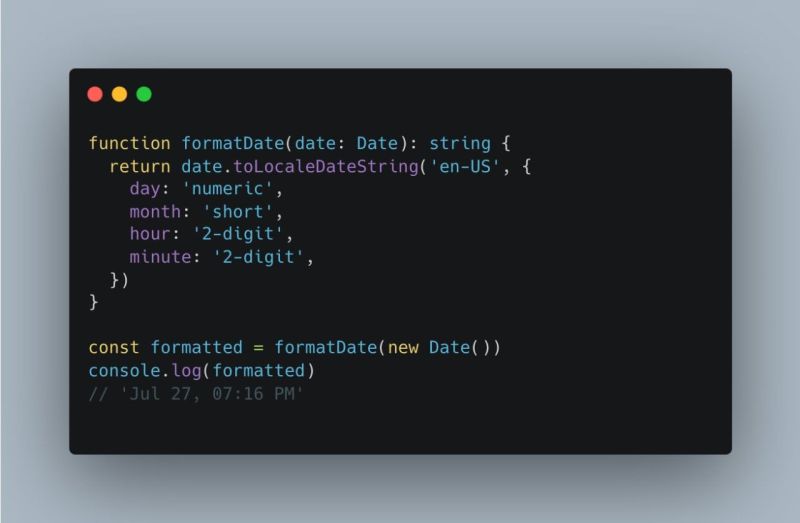 function formatDate(date: Date): string {
  return date.toLocaleDateString('en-US', {
    day: 'numeric',
    month: 'short',
    hour: '2-digit',
    minute: '2-digit',
  })
}

const formatted = formatDate(new Date())
console.log(formatted)
// 'Jul 27, 07:16 PM'